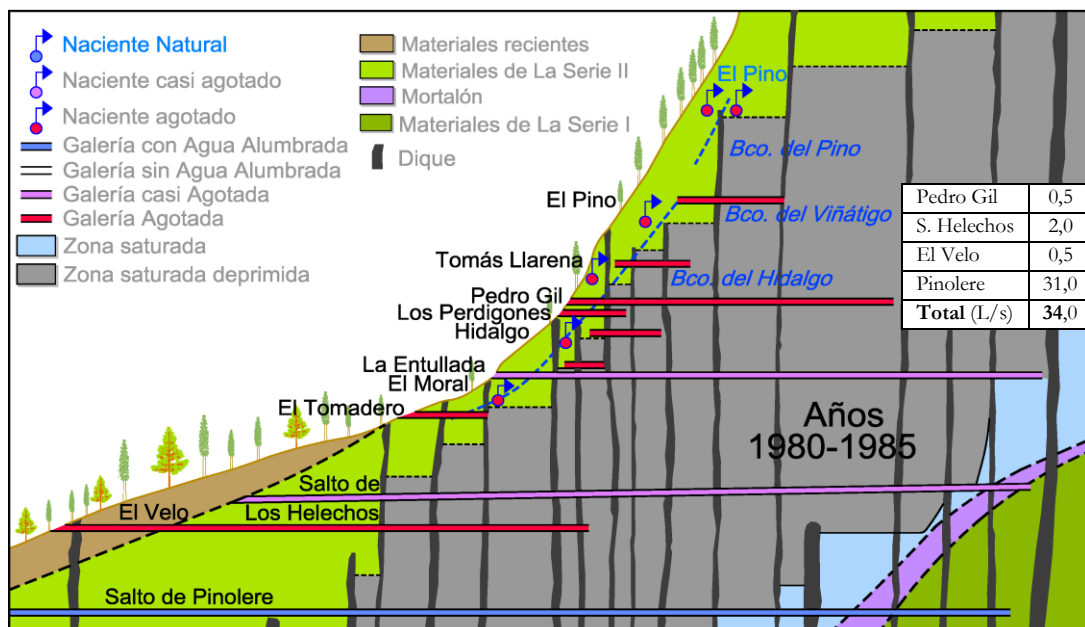 Naciente Natural
Naciente casi agotado
Naciente agotado
Galería con Agua Alumbrada
Galería sin Agua Alumbrada
Galería casi Agotada
Galería Agotada
Zona saturada
Zona saturada deprimida
Materiales recientes
Materiales de La Serie II
Mortalón
Materiales de La Serie I
Dique
El Pino
Bco. del Pino
El Pino
Bco. del Viñátigo
Tomás Llarena
Bco. del Hidalgo
Pedro Gil
Los Perdigones
Hidalgo
La Entullada
El Moral
El Tomadero
Años
1980-1985
Salto de
Los Helechos
El Velo
Salto de Pinolere
Pedro Gil 0,5
S. Helechos 2,0
El Velo 0,5
Pinolere 31,0
Total (L/s) 34,0